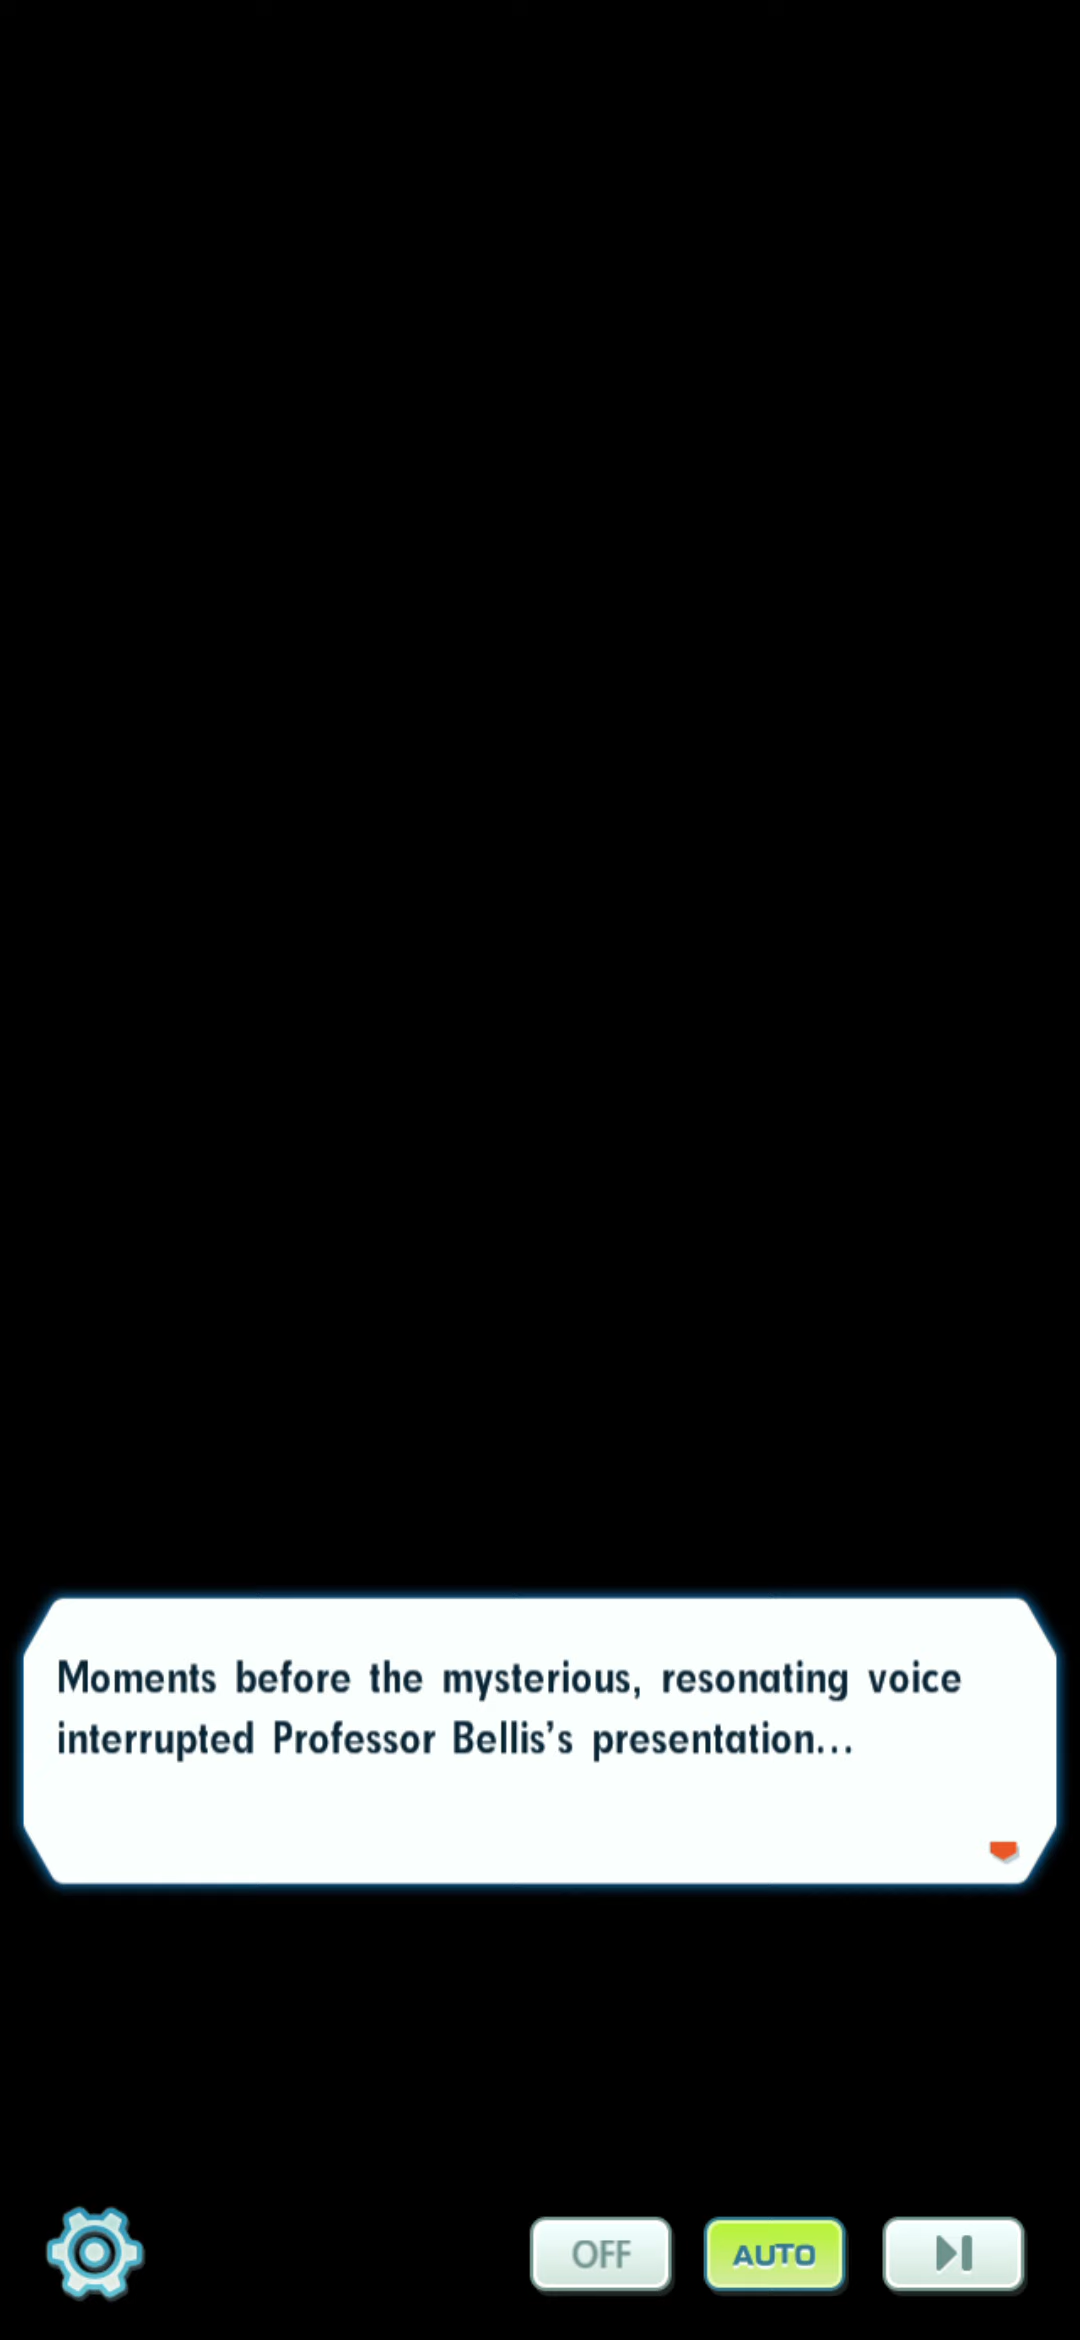 Moments before the mysterious, resonating voice
interrupted Professor Bellis’s presentation...
OFF
AUTO